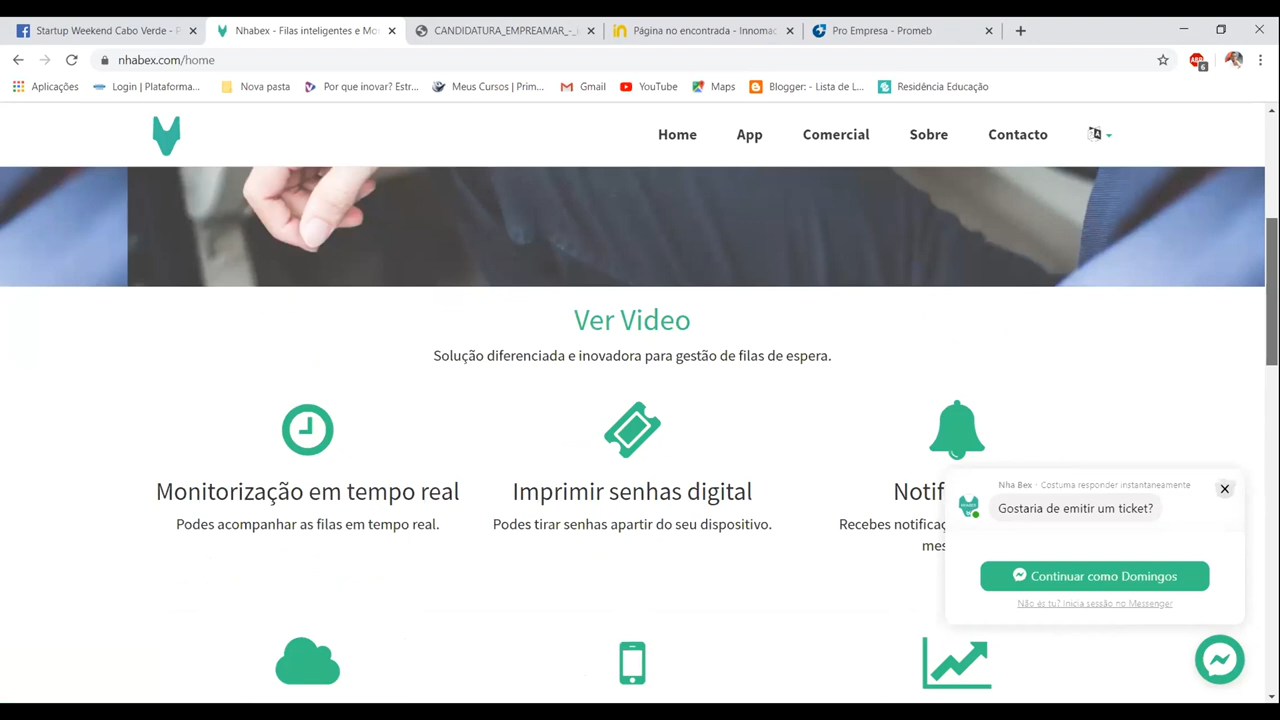 Startup Weekend Cabo Verde - P
Nhabex - Filas inteligentes e Mo
CANDIDATURA_EMPREAMAR_-_
Página no encontrada - Innomac
Pro Empresa - Promeb
nhabex.com/home
ABP
6
Aplicações
Login | Plataforma...
Nova pasta
Por que inovar? Estr...
Meus Cursos | Prim...
Gmail
YouTube
Maps
Blogger: - Lista de L...
Residência Educação
Home
App
Comercial
Sobre
Contacto
Ver Video
Solução diferenciada e inovadora para gestão de filas de espera.
Monitorização em tempo real
Imprimir senhas digital
Notif
Podes acompanhar as filas em tempo real.
Podes tirar senhas apartir do seu dispositivo.
Recebes notificaç
mes
Nha Bex - Costuma responder instantaneamente
Gostaria de emitir um ticket?
Continuar como Domingos
Não és tu? Inicia sessão no Messenger